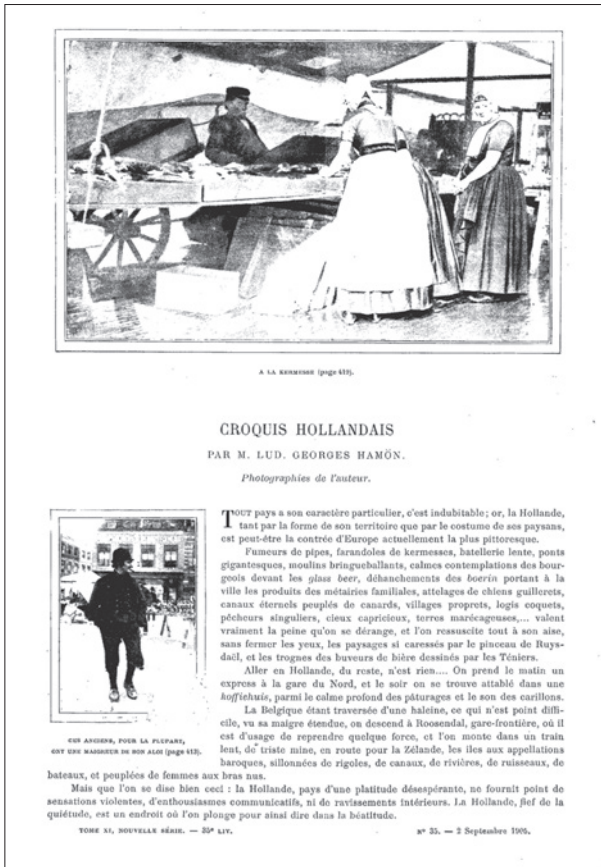 A LA KERMESSE (page 412).
CROQUIS HOLLANDAIS
PAR M. LUD. GEORGES HAMÖN.
Photographies de l'auteur.
TOUT pays a son caractère particulier, c'est indubitable; or, la Hollande,
tant par la forme de son territoire que par le costume de ses paysans,
est peut-être la contrée d'Europe actuellement la plus pittoresque.
Fumeurs de pipes, farandoles de kermesses, batellerie lente, ponts
gigantesques, moulins bringueballants, calmes contemplations des bour-
geois devant les glass beer, déhanchements des boerin portant à la
ville les produits des métairies familiales, attelages de chiens guillerets,
canaux éternels peuplés de canards, villages proprets, logis coquets,
pêcheurs singuliers, cieux capricieux, terres marécageuses,... valent
vraiment la peine qu'on se dérange, et l'on ressuscite tout à son aise,
sans fermer les yeux, les paysages si caressés par le pinceau de Ruys-
daël, et les trognes des buveurs de bière dessinés par les Téniers.
Aller en Hollande, du reste, n'est rien.... On prend le matin un
express à la gare du Nord, et le soir on se trouve attablé dans une
koffiehuis, parmi le calme profond des pâturages et le son des carillons.
La Belgique étant traversée d'une haleine, ce qui n'est point diffi-
cile, vu sa maigre étendue, on descend à Roosendal, gare-frontière, où il
est d'usage de reprendre quelque force, et l'on monte dans un train
lent, de triste mine, en route pour la Zélande, les îles aux appellations
baroques, sillonnées de rigoles, de canaux, de rivières, de ruisseaux, de
bateaux, et peuplées de femmes aux bras nus.
CES ANCIENS, POUR LA PLUPART,
ONT UNE MAIGREUR DE BON ALOI (page 412).
Mais que l'on se dise bien ceci : la Hollande, pays d'une platitude désespérante, ne fournit point de
sensations violentes, d'enthousiasmes communicatifs, ni de ravissements intérieurs. La Hollande, fief de la
quiétude, est un endroit où l'on plonge pour ainsi dire dans la béatitude.
TOME XI, NOUVELLE SÉRIE. — 35e LIV.
No 35. — 2 Septembre 1905.